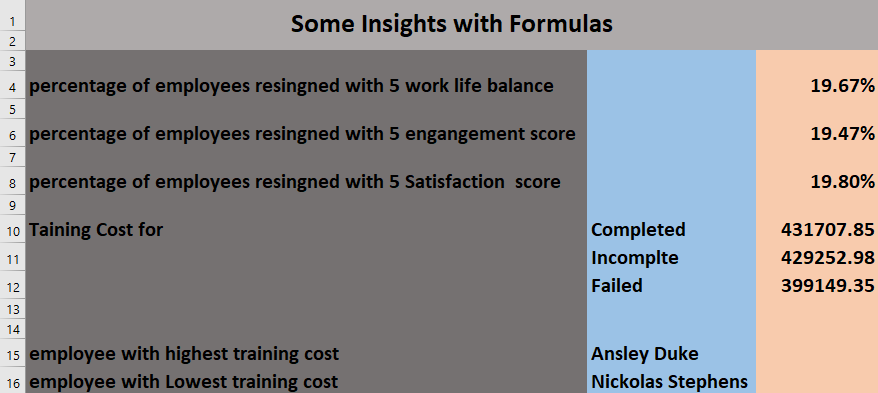 1 Some Insights with Formulas
2
3
4 percentage of employees resingned with 5 work life balance 19.67%
5
6 percentage of employees resingned with 5 engangement score 19.47%
7
8 percentage of employees resingned with 5 Satisfaction  score 19.80%
9
10 Taining Cost for Completed 431707.85
11 Incomplte 429252.98
12 Failed 399149.35
13
14
15 employee with highest training cost Ansley Duke
16 employee with Lowest training cost Nickolas Stephens